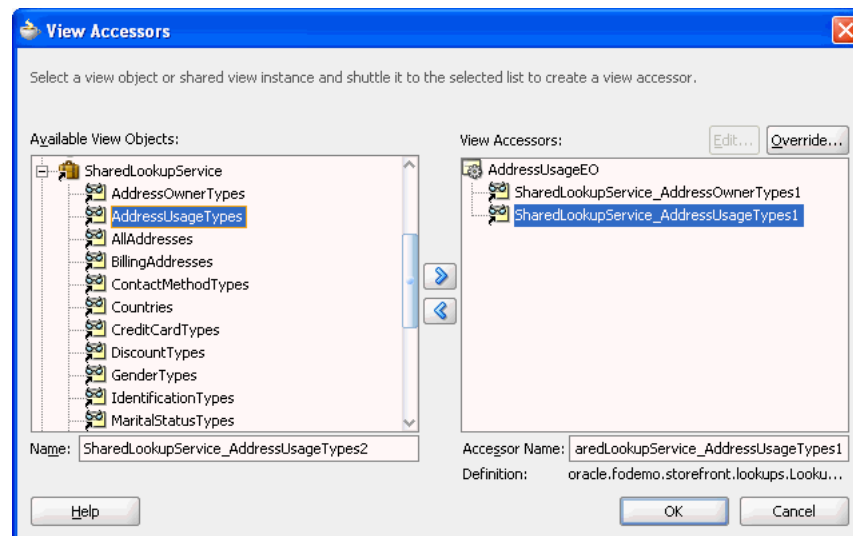 View Accessors
Select a view object or shared view instance and shuttle it to the selected list to create a view accessor.
Available View Objects:
SharedLookupService
AddressOwnerTypes
AddressUsageTypes
AllAddresses
BillingAddresses
ContactMethodTypes
Countries
CreditCardTypes
DiscountTypes
GenderTypes
IdentificationTypes
MaritalStatusTypes
Name: SharedLookupService_AddressUsageTypes2
View Accessors: Edit... Override...
AddressUsageEO
SharedLookupService_AddressOwnerTypes1
SharedLookupService_AddressUsageTypes1
Accessor Name: aredLookupService_AddressUsageTypes1
Definition: oracle.fodemo.storefront.lookups.Looku...
Help OK Cancel